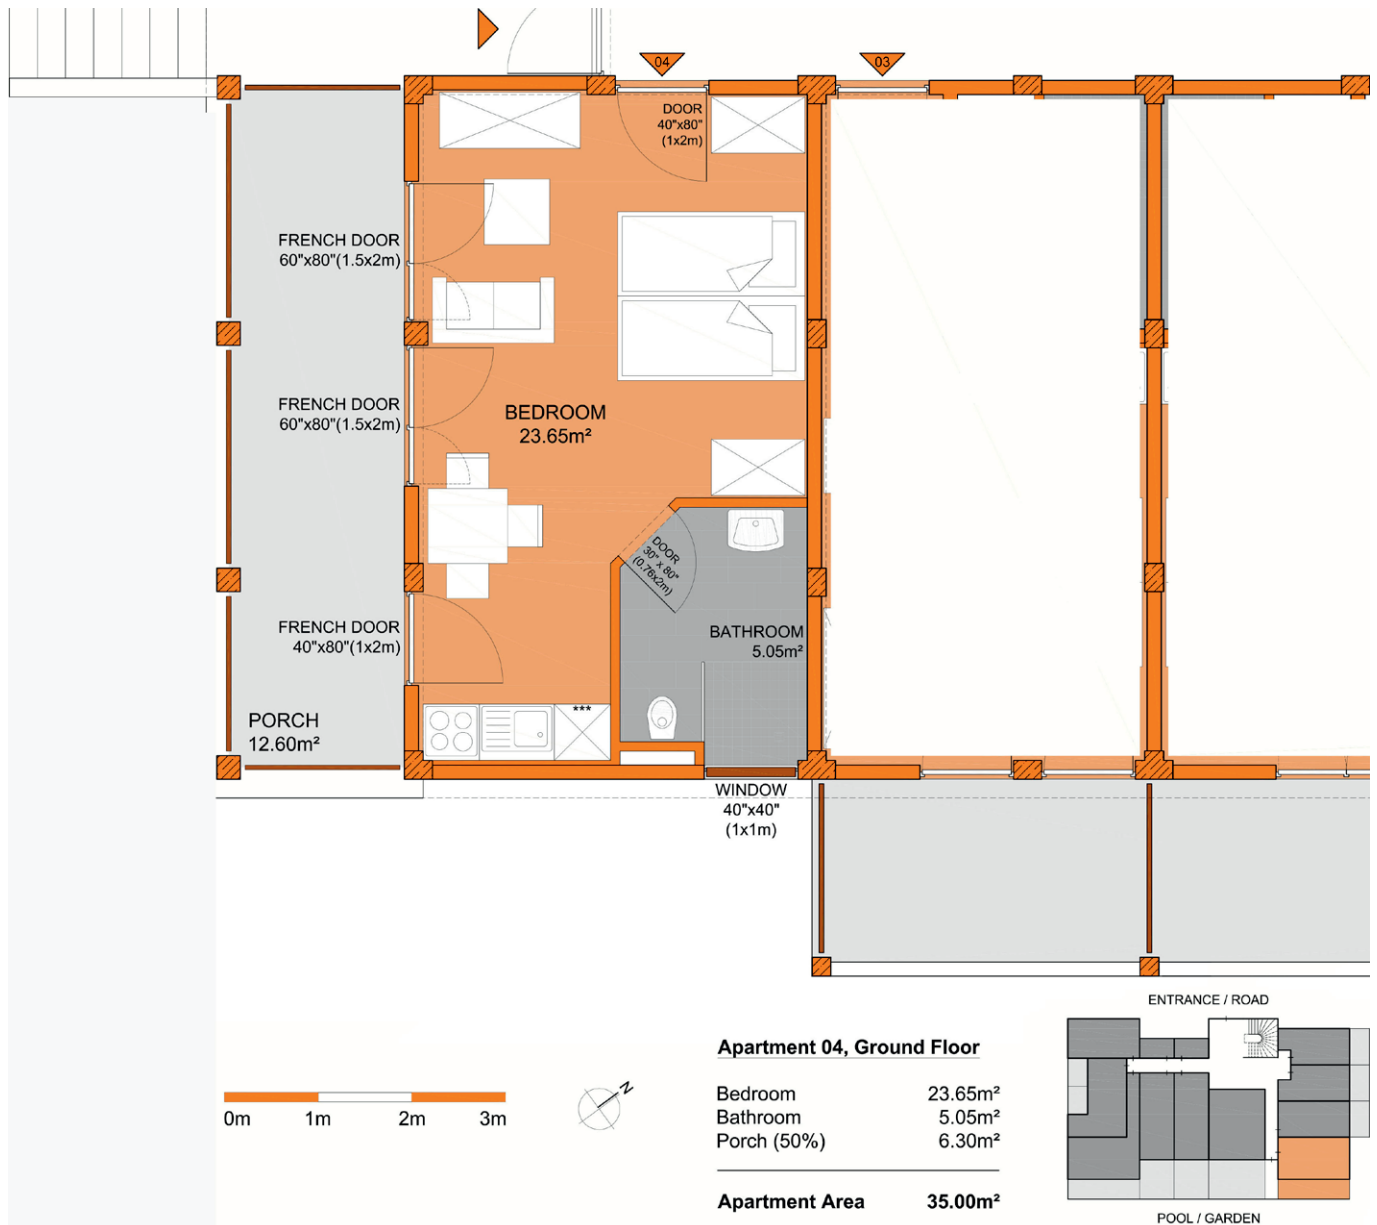 04
03
DOOR
40"x80"
(1x2m)
FRENCH DOOR
60"x80"(1.5x2m)
FRENCH DOOR
60"x80"(1.5x2m)
BEDROOM
23.65m²
DOOR
30" x 80"
(0.76x2m)
FRENCH DOOR
40"x80"(1x2m)
BATHROOM
5.05m²
***
PORCH
12.60m²
WINDOW
40"x40"
(1x1m)
ENTRANCE / ROAD
Apartment 04, Ground Floor
Bedroom 23.65m²
Bathroom 5.05m²
Porch (50%) 6.30m²
Apartment Area 35.00m²
N
0m 1m 2m 3m
POOL / GARDEN